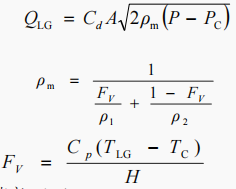 Q_LG = C_d A √(2ρ_m (P − P_C))
ρ_m = 1 / (F_V / ρ_1 + (1 − F_V) / ρ_2)
F_V = C_p (T_LG − T_C) / H